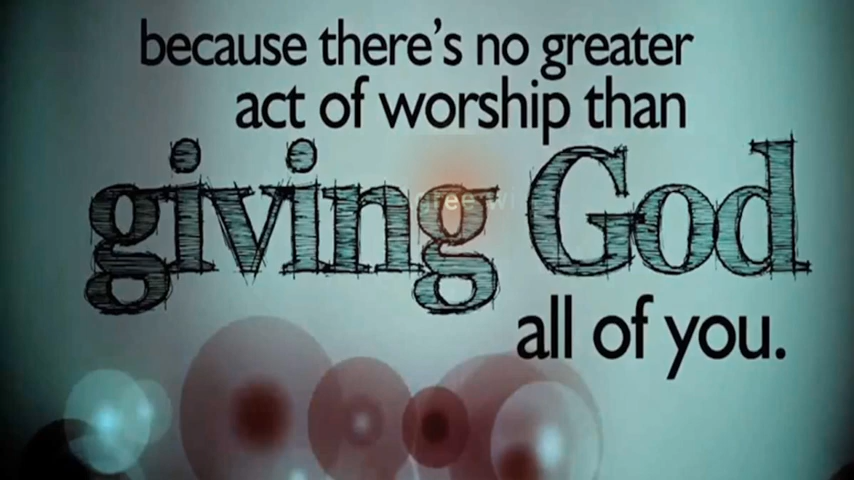 because there's no greater
act of worship than
giving God
all of you.